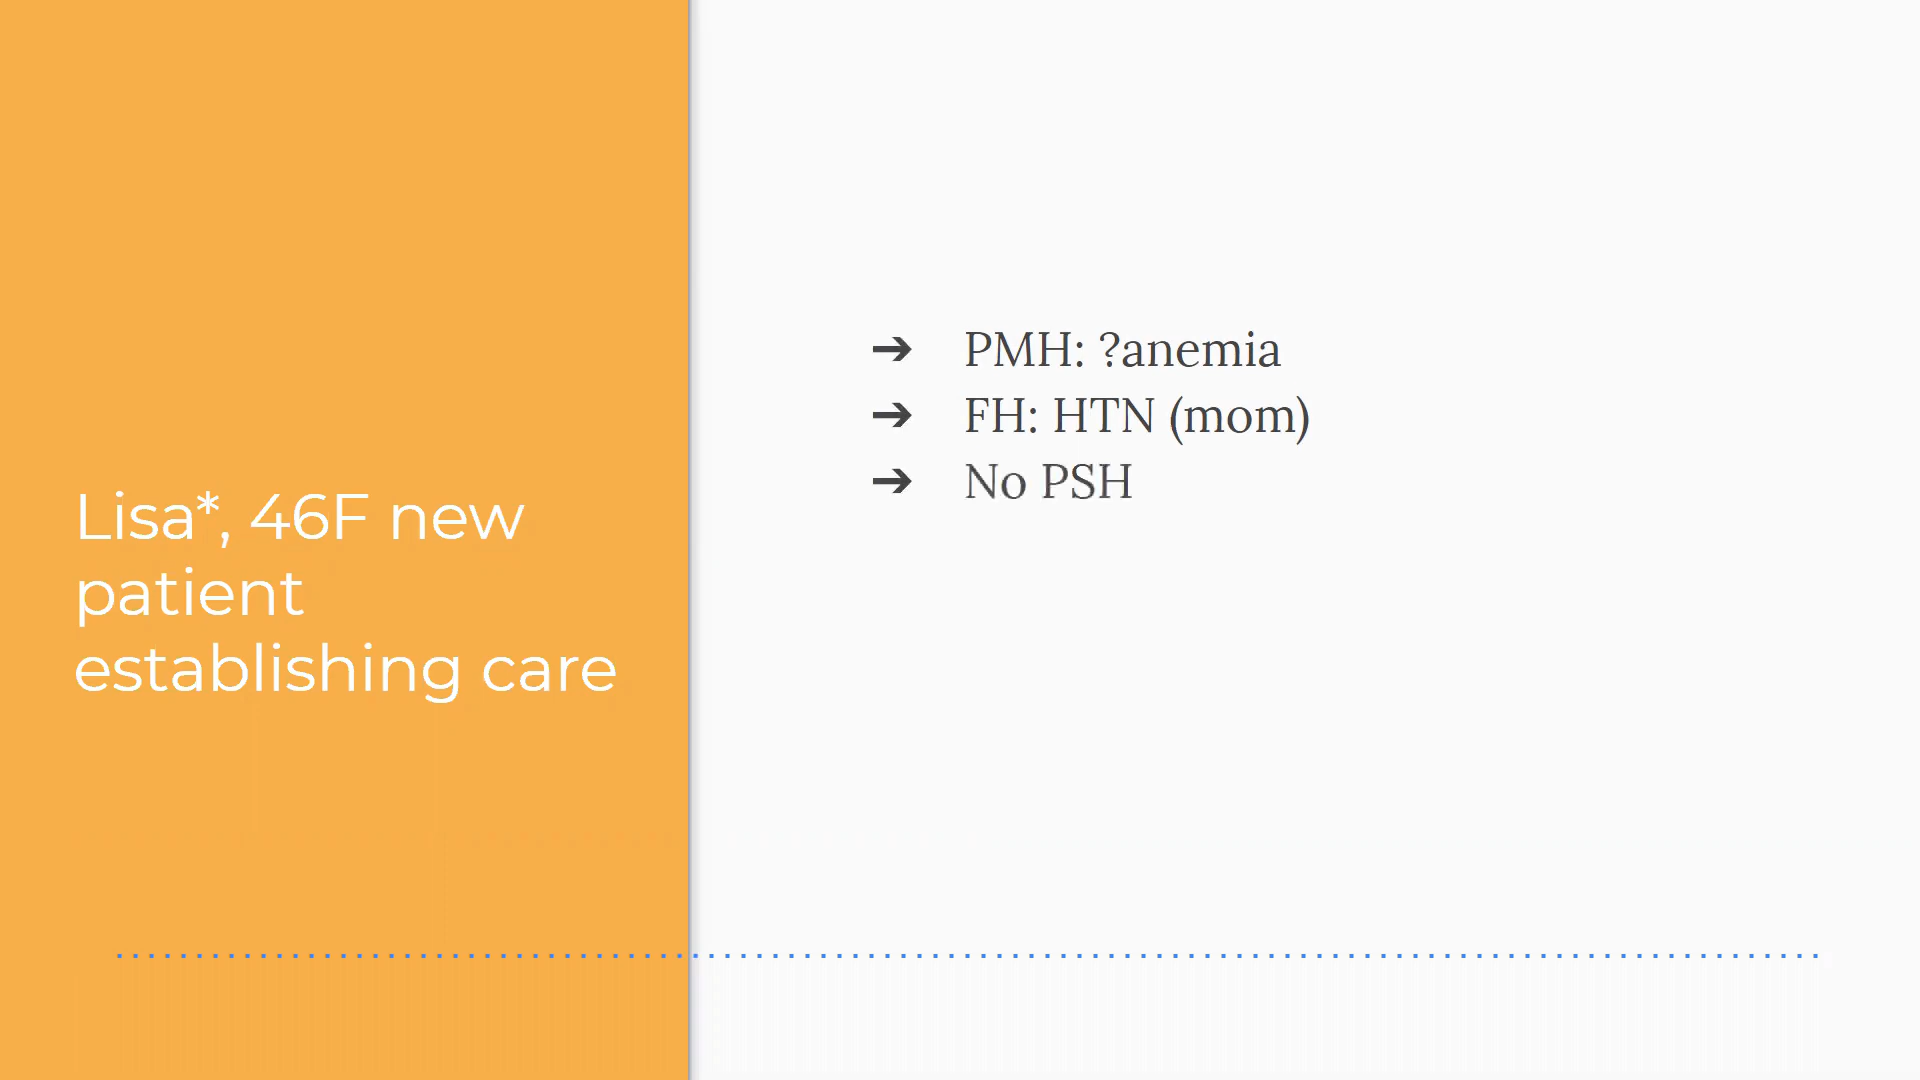 Lisa*, 46F new
patient
establishing care
➔ PMH: ?anemia
➔ FH: HTN (mom)
➔ No PSH